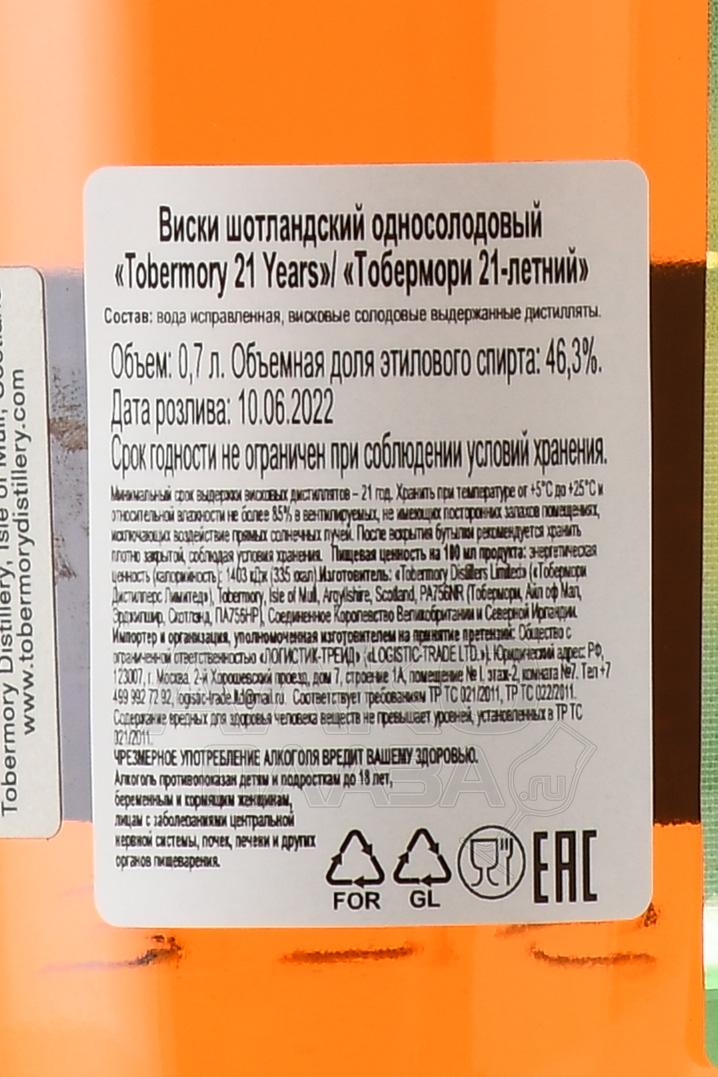 Виски шотландский односолодовый
«Tobermory 21 Years»/ «Тобермори 21-летний»
Состав: вода исправленная, висковые солодовые выдержанные дистилляты.
Объем: 0,7 л. Объемная доля этилового спирта: 46,3%.
Дата розлива: 10.06.2022
Срок годности не ограничен при соблюдении условий хранения.
Минимальный срок выдержки висковых дистиллятов – 21 год. Хранить при температуре от +5°С до +25°С и
относительной влажности не более 85% в вентилируемых, не имеющих посторонних запахов помещениях,
исключающих воздействие прямых солнечных лучей. После вскрытия бутылки рекомендуется хранить
плотно закрытой, соблюдая условия хранения. Пищевая ценность на 100 мл продукта: энергетическая
ценность (калорийность): 1403 кДж (335 ккал).Изготовитель: «Tobermory Distillers Limited» («Тобермори
Дистиллерс Лимитед»), Tobermory, Isle of Mull, Argyllshire, Scotland, PA756NR (Тобермори, Айл оф Мал,
Эрджилшир, Скотлэнд, ПА756НР), Соединенное Королевство Великобритании и Северной Ирландии.
Импортер и организация, уполномоченная изготовителем на принятие претензий: Общество с
ограниченной ответственностью «ЛОГИСТИК-ТРЕЙД» («LOGISTIC-TRADE LTD.»). Юридический адрес: РФ,
123007, г. Москва, 2-й Хорошевский проезд, дом 7, строение 1А, помещение № I, этаж-2, комната №7. Тел +7
499 992 72 92, logistic-trade.ltd@mail.ru. Соответствует требованиям ТР ТС 021/2011, ТР ТС 022/2011.
Содержание вредных для здоровья человека веществ не превышает уровней, установленных в ТР ТС
021/2011.
ЧРЕЗМЕРНОЕ УПОТРЕБЛЕНИЕ АЛКОГОЛЯ ВРЕДИТ ВАШЕМУ ЗДОРОВЬЮ.
Алкоголь противопоказан детям и подросткам до 18 лет,
беременным и кормящим женщинам,
лицам с заболеваниями центральной
нервной системы, почек, печени и других
органов пищеварения.
FOR
GL
EAC
Tobermory Distillery, Isle of Mull, Scotland
www.tobermorydistillery.com
.ru